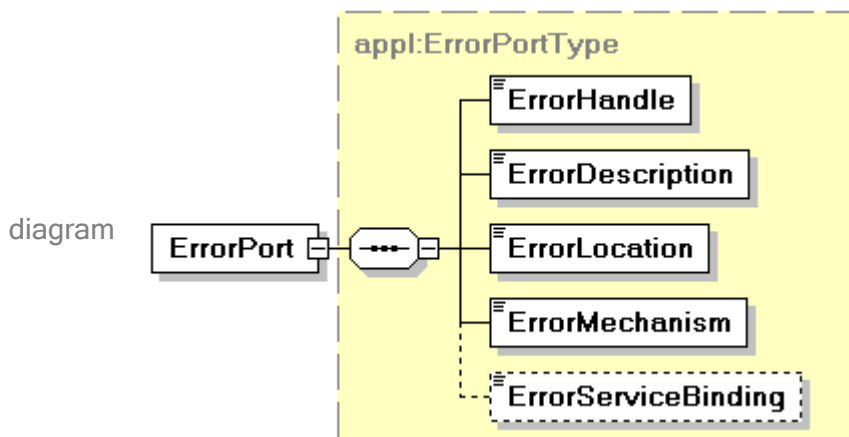 appl:ErrorPortType
ErrorHandle
ErrorDescription
diagram
ErrorPort
ErrorLocation
ErrorMechanism
ErrorServiceBinding